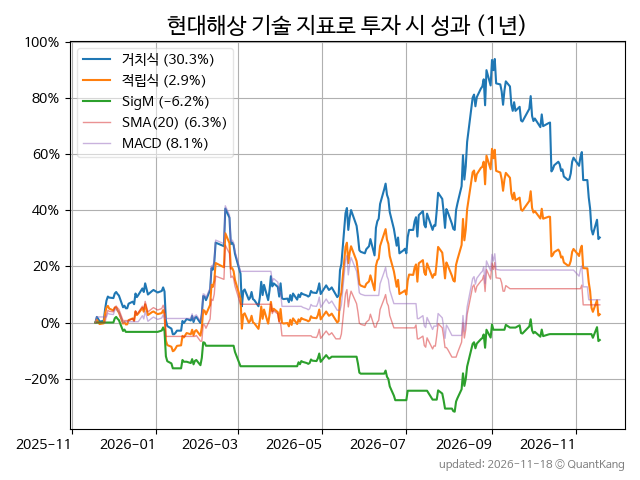 현대해상 기술 지표로 투자 시 성과 (1년)
100%
80%
60%
40%
20%
0%
−20%
거치식 (30.3%)
적립식 (2.9%)
SigM (−6.2%)
SMA(20) (6.3%)
MACD (8.1%)
2025-11
2026-01
2026-03
2026-05
2026-07
2026-09
2026-11
updated: 2026-11-18 © QuantKang